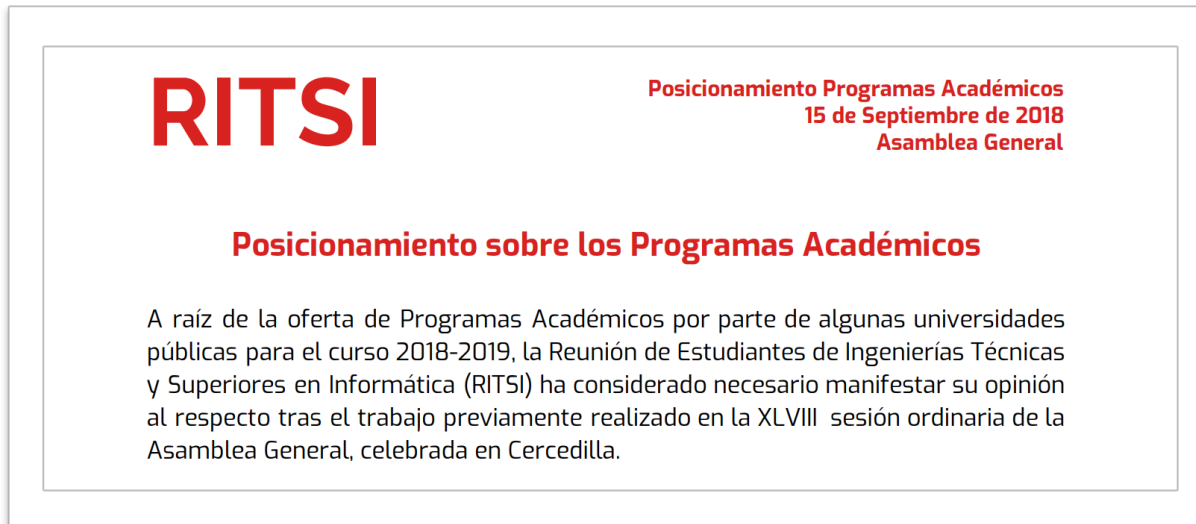 RITSI
Posicionamiento Programas Académicos
15 de Septiembre de 2018
Asamblea General
Posicionamiento sobre los Programas Académicos
A raíz de la oferta de Programas Académicos por parte de algunas universidades
públicas para el curso 2018-2019, la Reunión de Estudiantes de Ingenierías Técnicas
y Superiores en Informática (RITSI) ha considerado necesario manifestar su opinión
al respecto tras el trabajo previamente realizado en la XLVIII sesión ordinaria de la
Asamblea General, celebrada en Cercedilla.